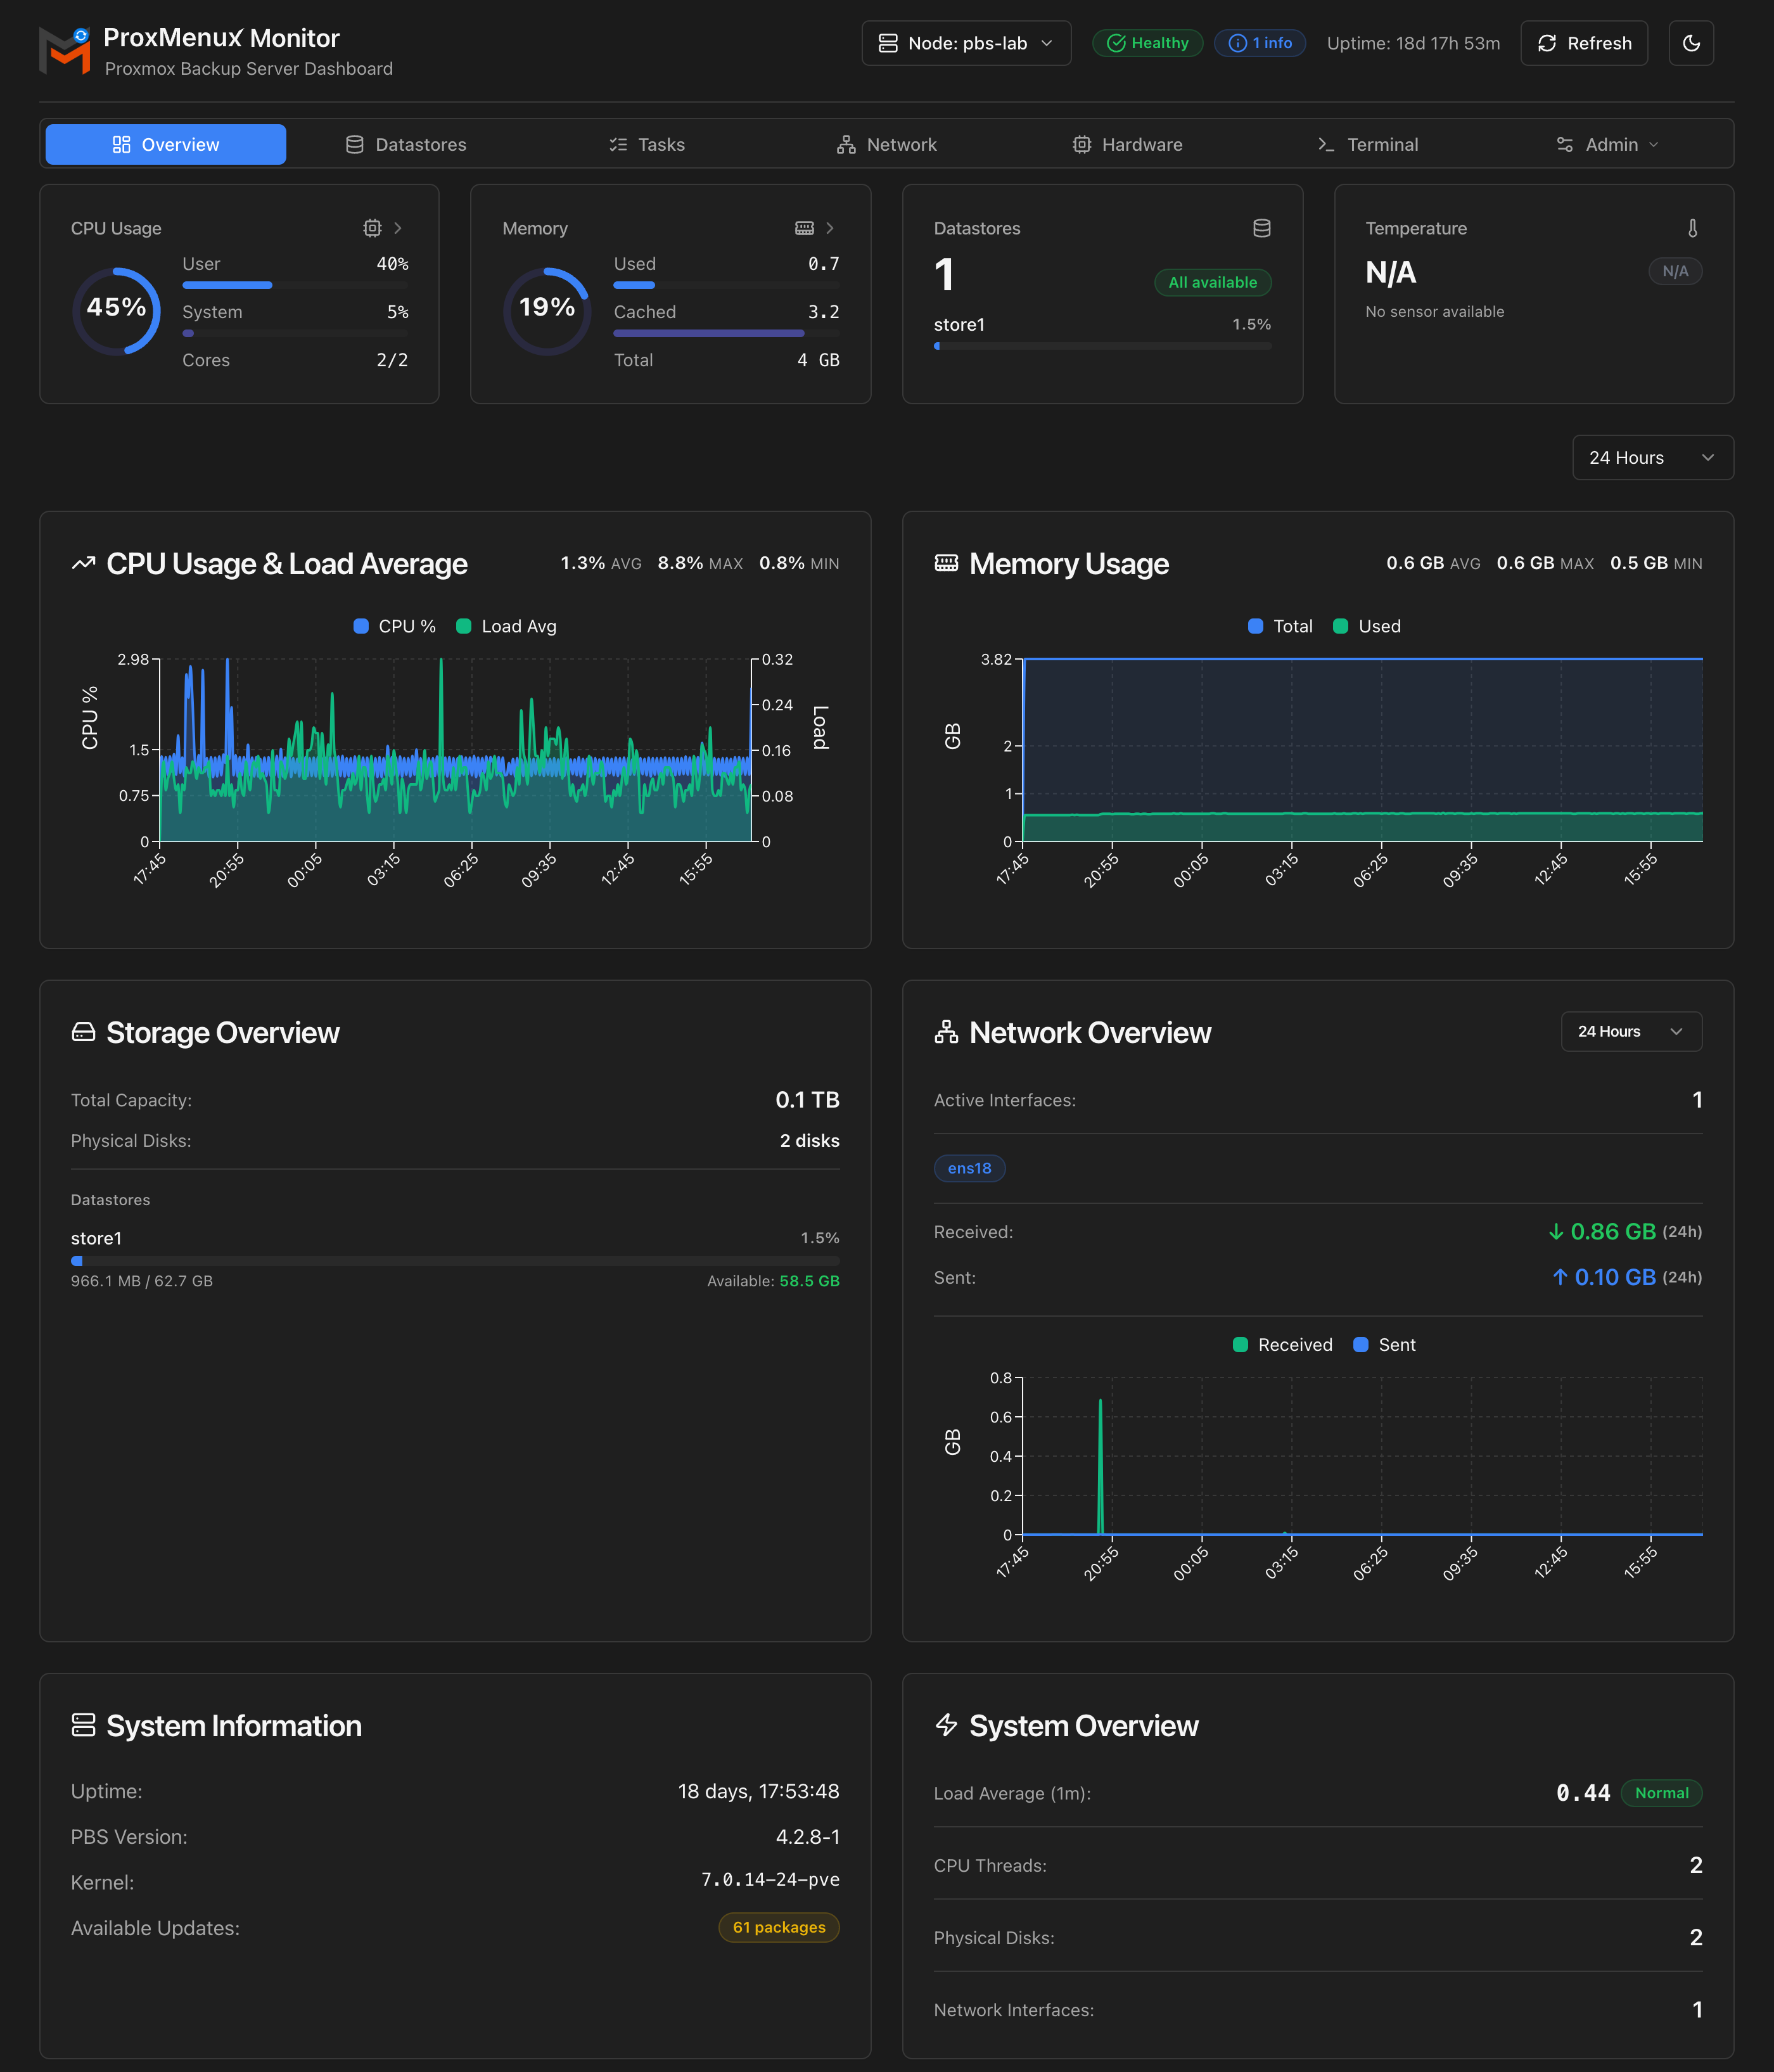 ProxMenux Monitor
Proxmox Backup Server Dashboard
Node: pbs-lab
Healthy
1 info
Uptime: 18d 17h 53m
Refresh
Overview
Datastores
Tasks
Network
Hardware
Terminal
Admin
CPU Usage
45%
User 40%
System 5%
Cores 2/2
Memory
19%
Used 0.7
Cached 3.2
Total 4 GB
Datastores
1
All available
store1 1.5%
Temperature
N/A
N/A
No sensor available
24 Hours
CPU Usage & Load Average
1.3% AVG 8.8% MAX 0.8% MIN
CPU % Load Avg
2.98
1.5
0.75
0
CPU %
0.32
0.24
0.16
0.08
0
Load
17:45 20:55 00:05 03:15 06:25 09:35 12:45 15:55
Memory Usage
0.6 GB AVG 0.6 GB MAX 0.5 GB MIN
Total Used
3.82
2
1
0
GB
17:45 20:55 00:05 03:15 06:25 09:35 12:45 15:55
Storage Overview
Total Capacity: 0.1 TB
Physical Disks: 2 disks
Datastores
store1 1.5%
966.1 MB / 62.7 GB Available: 58.5 GB
Network Overview
24 Hours
Active Interfaces: 1
ens18
Received: ↓ 0.86 GB (24h)
Sent: ↑ 0.10 GB (24h)
Received Sent
0.8
0.6
0.4
0.2
0
GB
17:45 20:55 00:05 03:15 06:25 09:35 12:45 15:55
System Information
Uptime: 18 days, 17:53:48
PBS Version: 4.2.8-1
Kernel: 7.0.14-24-pve
Available Updates: 61 packages
System Overview
Load Average (1m): 0.44 Normal
CPU Threads: 2
Physical Disks: 2
Network Interfaces: 1